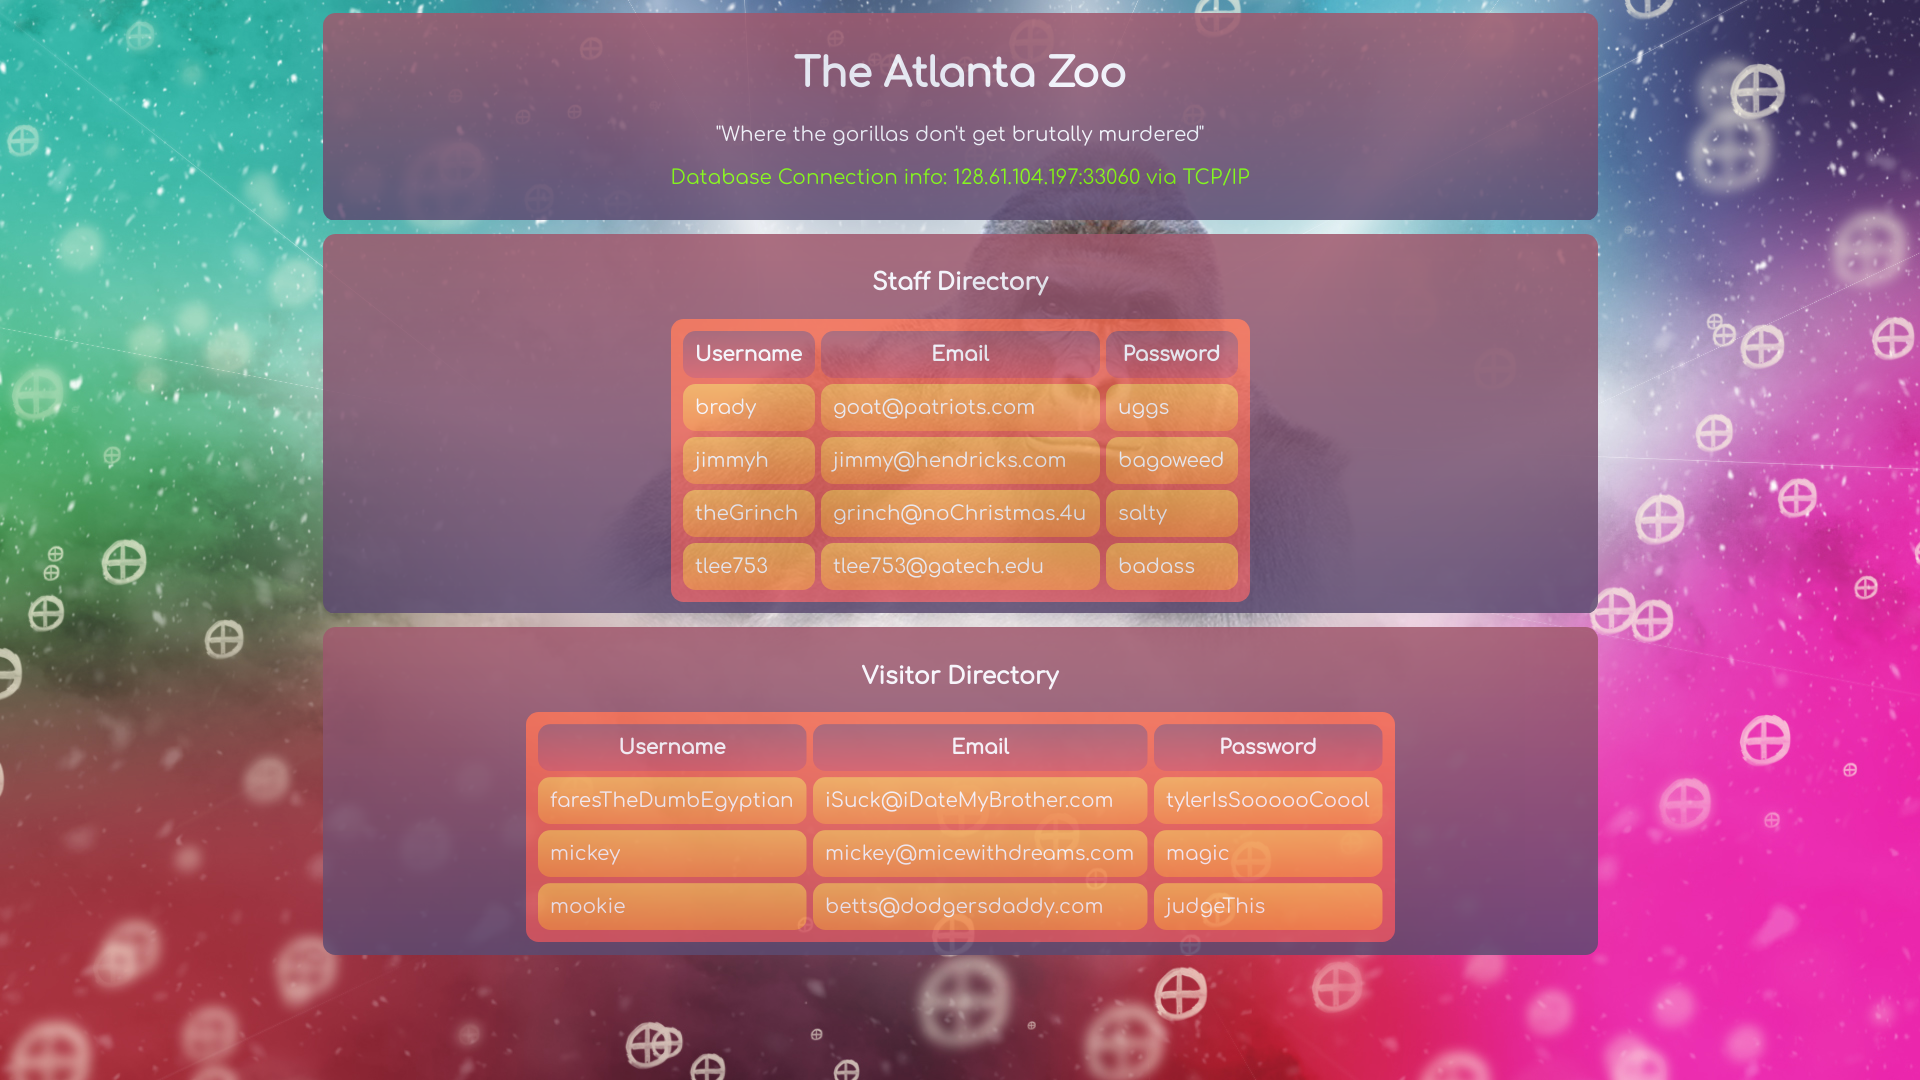 The Atlanta Zoo
"Where the gorillas don't get brutally murdered"
Database Connection info: 128.61.104.197:33060 via TCP/IP
Staff Directory
Username Email Password
brady goat@patriots.com uggs
jimmyh jimmy@hendricks.com bagoweed
theGrinch grinch@noChristmas.4u salty
tlee753 tlee753@gatech.edu badass
Visitor Directory
Username Email Password
faresTheDumbEgyptian iSuck@iDateMyBrother.com tylerIsSoooooCoool
mickey mickey@micewithdreams.com magic
mookie betts@dodgersdaddy.com judgeThis